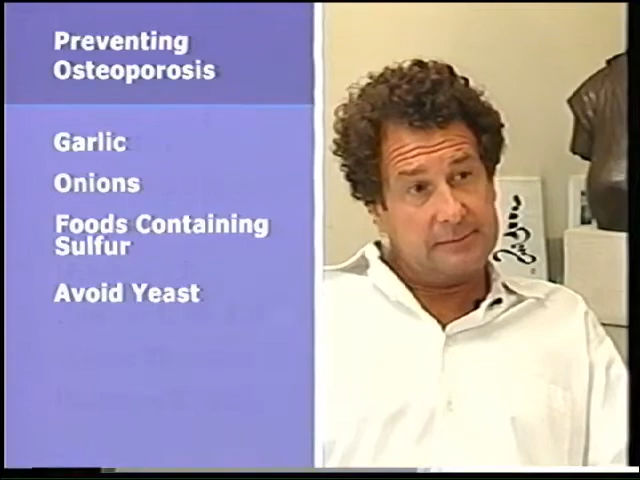 Preventing
Osteoporosis
Garlic
Onions
Foods Containing
Sulfur
Avoid Yeast